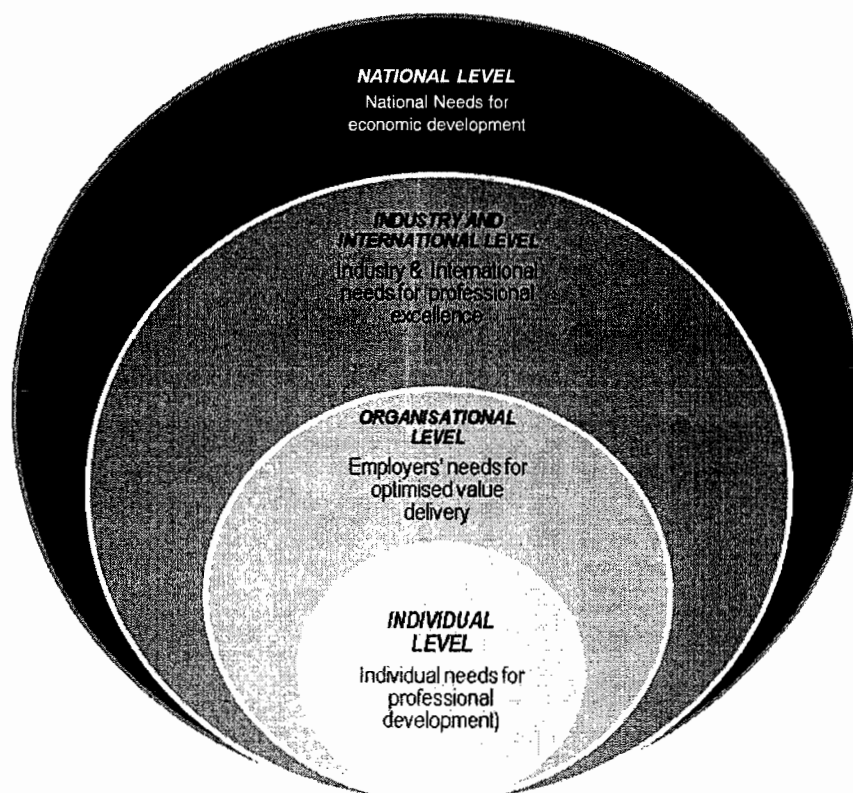 NATIONAL LEVEL
National Needs for
economic development
INDUSTRY AND
INTERNATIONAL LEVEL
Industry & International
needs for professional
excellence
ORGANISATIONAL
LEVEL
Employers' needs for
optimised value
delivery
INDIVIDUAL
LEVEL
Individual needs for
professional
development)